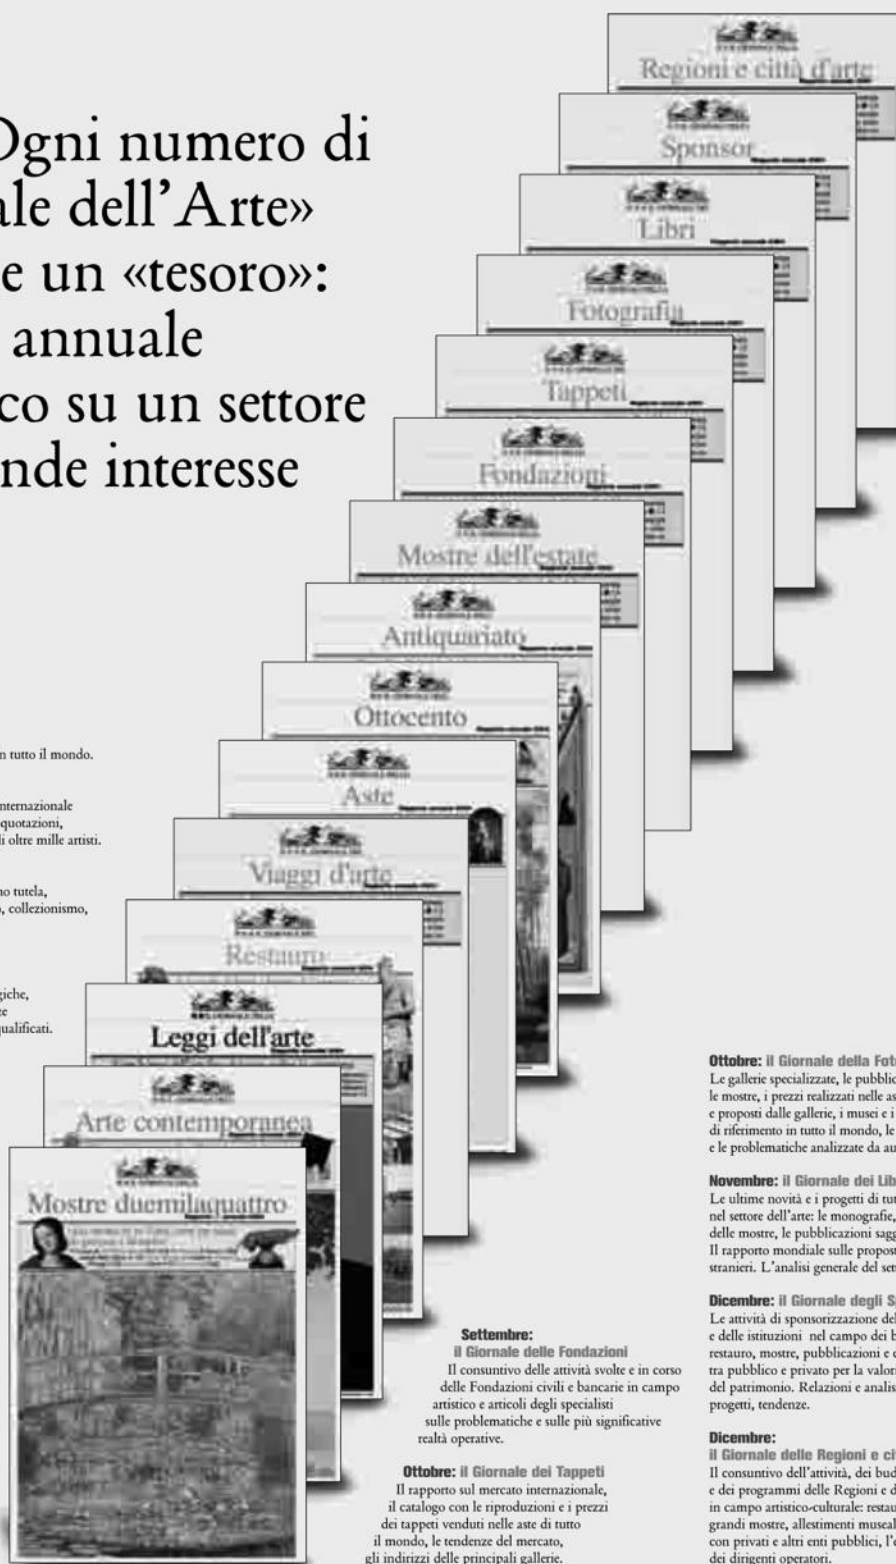 Ogni numero di
ale dell'Arte»
e un «tesoro»:
annuale
co su un settore
nde interesse
Regioni e città d'arte
Sponsor
Libri
Fotografia
Tappeti
Fondazioni
Mostre dell'estate
Antiquariato
Ottocento
Aste
Viaggi d'arte
Restauro
Leggi dell'arte
Arte contemporanea
Mostre duemilaquattro
n tutto il mondo.
nternazionale
quotazioni,
li oltre mille artisti.
no tutela,
, collezionismo,
giche,
ze
qualificati.
Settembre:
il Giornale delle Fondazioni
Il consuntivo delle attività svolte e in corso
delle Fondazioni civili e bancarie in campo
artistico e articoli degli specialisti
sulle problematiche e sulle più significative
realtà operative.
Ottobre: il Giornale dei Tappeti
Il rapporto sul mercato internazionale,
il catalogo con le riproduzioni e i prezzi
dei tappeti venduti nelle aste di tutto
il mondo, le tendenze del mercato,
gli indirizzi delle principali gallerie.
Ottobre: il Giornale della Foto
Le gallerie specializzate, le pubblic
le mostre, i prezzi realizzati nelle as
e proposti dalle gallerie, i musei e i
di riferimento in tutto il mondo, le
e le problematiche analizzate da au
Novembre: il Giornale dei Lib
Le ultime novità e i progetti di tut
nel settore dell'arte: le monografie,
delle mostre, le pubblicazioni sagg
Il rapporto mondiale sulle propost
stranieri. L'analisi generale del set
Dicembre: il Giornale degli Sp
Le attività di sponsorizzazione del
e delle istituzioni nel campo dei b
restauro, mostre, pubblicazioni e c
tra pubblico e privato per la valori
del patrimonio. Relazioni e analis
progetti, tendenze.
Dicembre:
il Giornale delle Regioni e ci
Il consuntivo dell'attività, dei bud
e dei programmi delle Regioni e d
in campo artistico-culturale: restau
grandi mostre, allestimenti museal
con privati e altri enti pubblici, l'
dei dirigenti operatori.